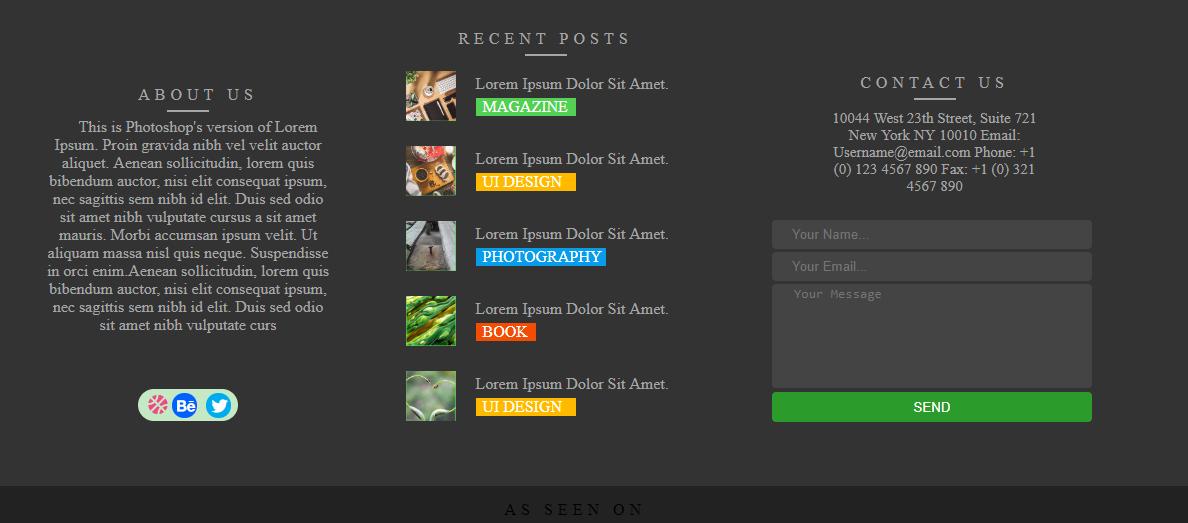 ABOUT US
This is Photoshop's version of Lorem
Ipsum. Proin gravida nibh vel velit auctor
aliquet. Aenean sollicitudin, lorem quis
bibendum auctor, nisi elit consequat ipsum,
nec sagittis sem nibh id elit. Duis sed odio
sit amet nibh vulputate cursus a sit amet
mauris. Morbi accumsan ipsum velit. Ut
aliquam massa nisl quis neque. Suspendisse
in orci enim.Aenean sollicitudin, lorem quis
bibendum auctor, nisi elit consequat ipsum,
nec sagittis sem nibh id elit. Duis sed odio
sit amet nibh vulputate curs
Bē
RECENT POSTS
Lorem Ipsum Dolor Sit Amet.
MAGAZINE
Lorem Ipsum Dolor Sit Amet.
UI DESIGN
Lorem Ipsum Dolor Sit Amet.
PHOTOGRAPHY
Lorem Ipsum Dolor Sit Amet.
BOOK
Lorem Ipsum Dolor Sit Amet.
UI DESIGN
CONTACT US
10044 West 23th Street, Suite 721
New York NY 10010 Email:
Username@email.com Phone: +1
(0) 123 4567 890 Fax: +1 (0) 321
4567 890
Your Name...
Your Email...
Your Message
SEND
AS SEEN ON